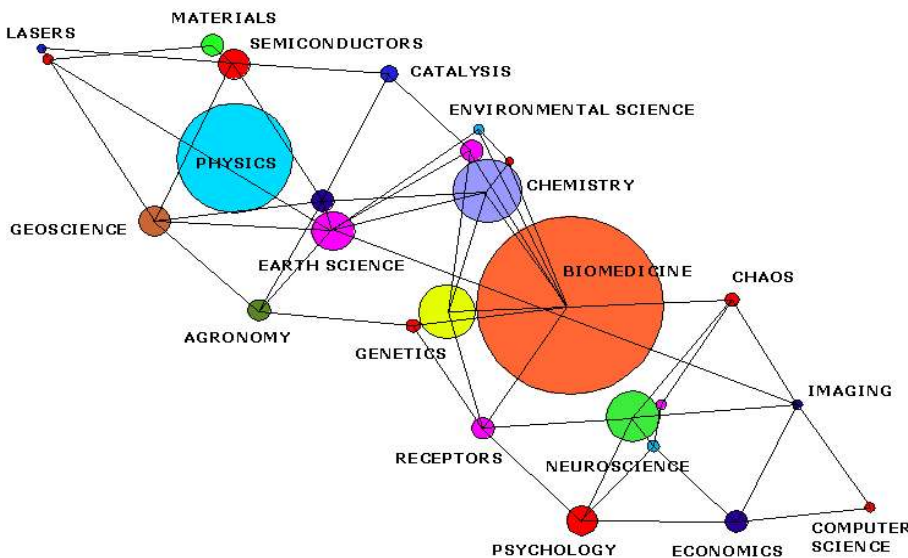 MATERIALS
LASERS
SEMICONDUCTORS
CATALYSIS
ENVIRONMENTAL SCIENCE
PHYSICS
CHEMISTRY
GEOSCIENCE
EARTH SCIENCE
BIOMEDICINE
CHAOS
AGRONOMY
GENETICS
IMAGING
RECEPTORS
NEUROSCIENCE
COMPUTER
SCIENCE
PSYCHOLOGY
ECONOMICS